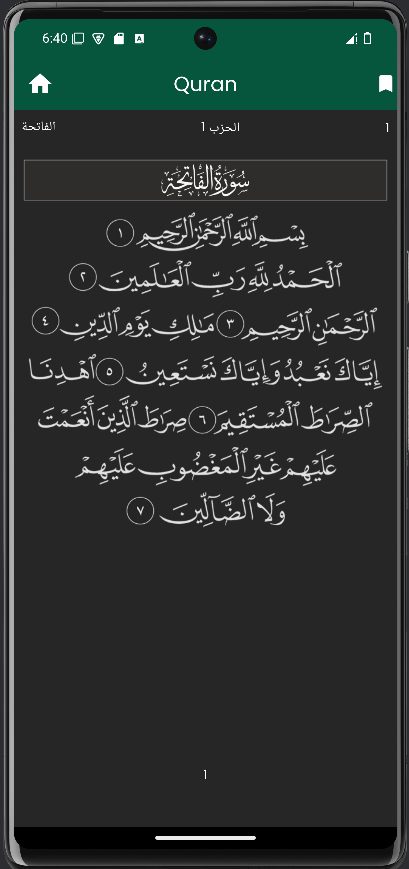 6:40
Quran
الفاتحة الحزب 1 1
سُورَةُ الفَاتِحَةِ
بِسْمِ ٱللَّهِ ٱلرَّحْمَٰنِ ٱلرَّحِيمِ ١
ٱلْحَمْدُ لِلَّهِ رَبِّ ٱلْعَٰلَمِينَ ٢
ٱلرَّحْمَٰنِ ٱلرَّحِيمِ ٣ مَٰلِكِ يَوْمِ ٱلدِّينِ ٤
إِيَّاكَ نَعْبُدُ وَإِيَّاكَ نَسْتَعِينُ ٥ ٱهْدِنَا
ٱلصِّرَٰطَ ٱلْمُسْتَقِيمَ ٦ صِرَٰطَ ٱلَّذِينَ أَنْعَمْتَ
عَلَيْهِمْ غَيْرِ ٱلْمَغْضُوبِ عَلَيْهِمْ
وَلَا ٱلضَّآلِّينَ ٧
1